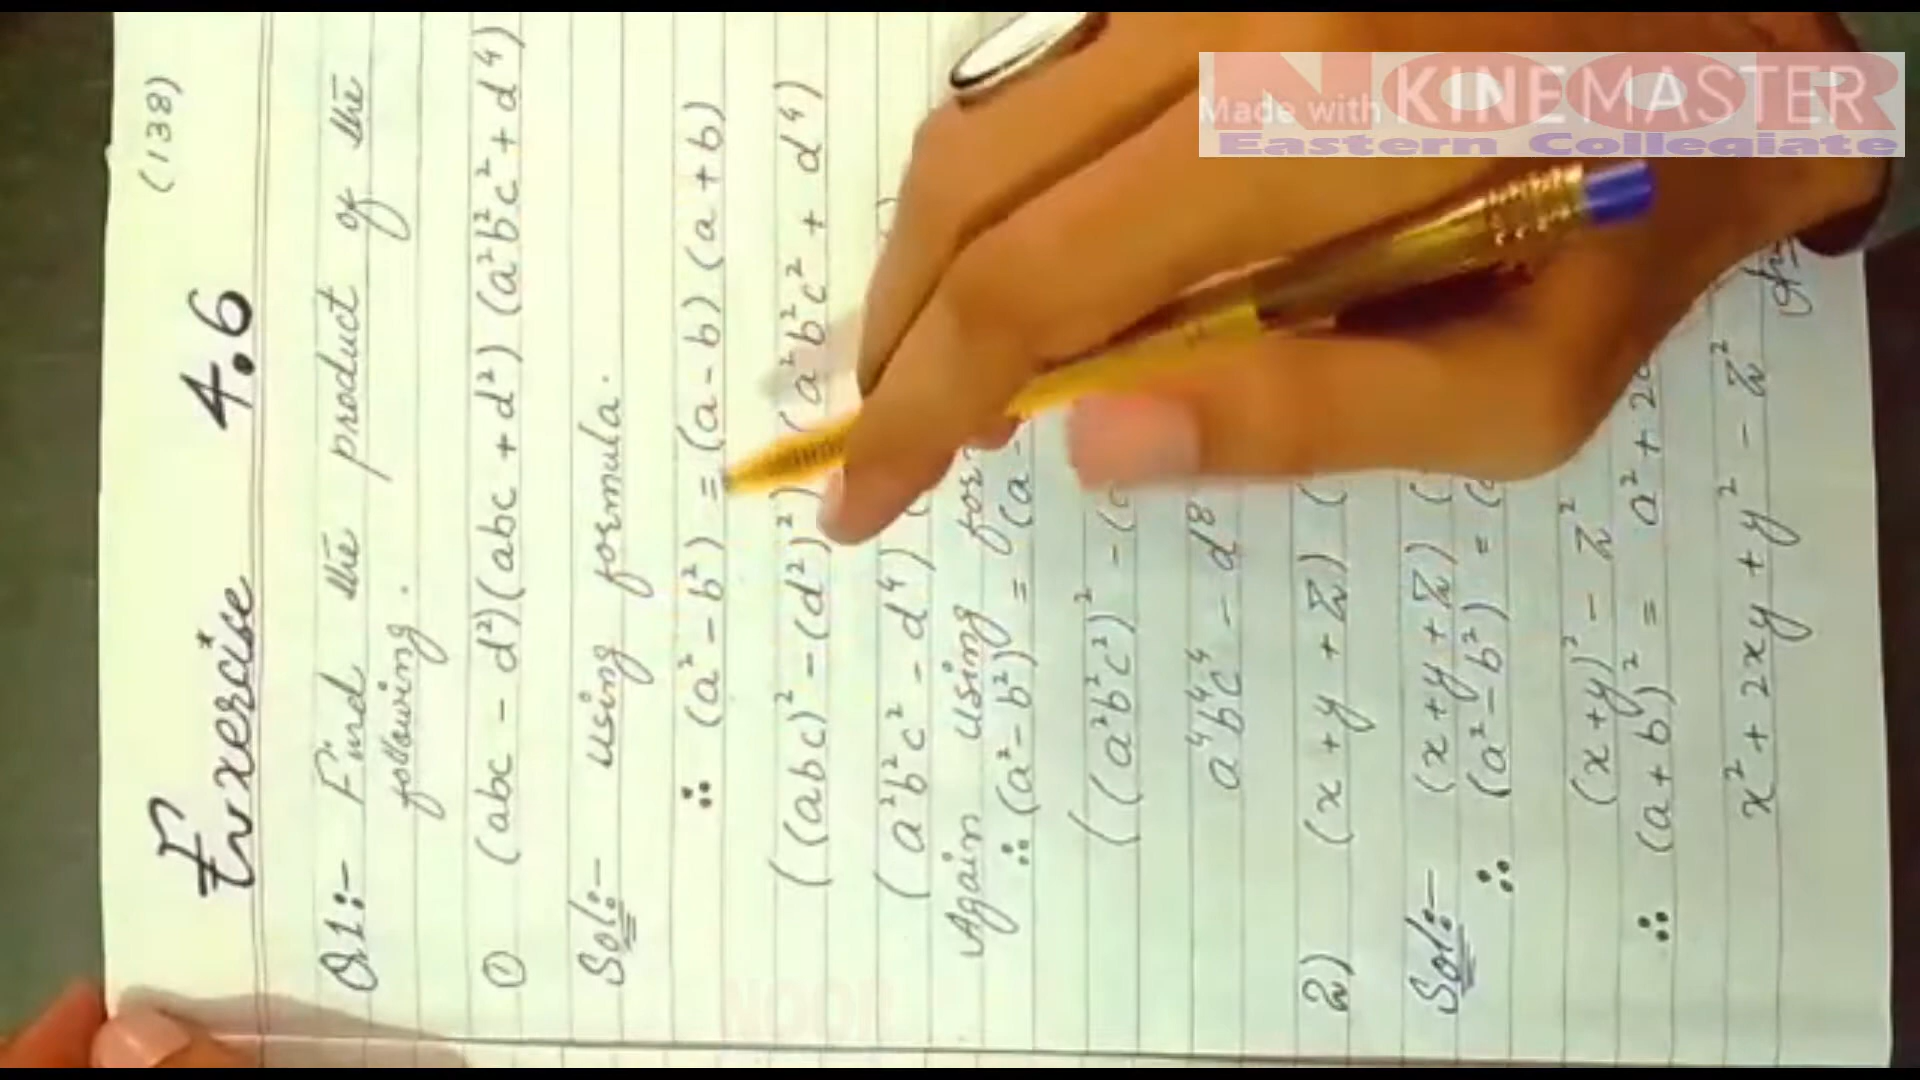 (138)
Exercise 4.6
Q1:- Find the product of the
following.
① (abc - d²)(abc + d²)(a²b²c² + d⁴)
Sol:- using formula.
∴ (a² - b²) = (a - b)(a + b)
((abc)² - (d²)²) (a²b²c² + d⁴)
(a²b²c² - d⁴) (
Again using for
∴ (a² - b²) = (a -
((a²b²c²)² - (
a⁴b⁴c⁴ - d⁸
2) (x + y + z) (
Sol:- (x + y + z) (
∴ (a² - b²) = (
(x + y)² - z²
∴ (a + b)² = a² + 2
x² + 2xy + y² - z²
Made with KINEMASTER
NOOR
Eastern Collegiate
NOOR